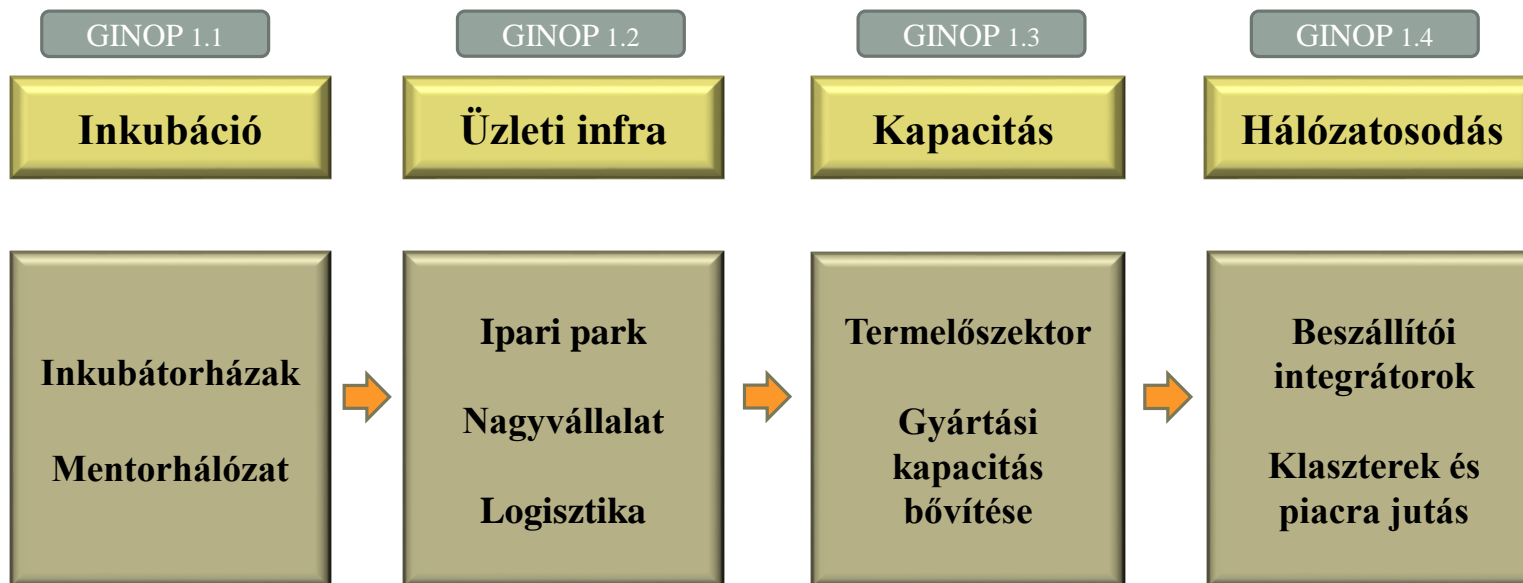 GINOP 1.1
Inkubáció
Inkubátorházak
Mentorhálózat
GINOP 1.2
Üzleti infra
Ipari park
Nagyvállalat
Logisztika
GINOP 1.3
Kapacitás
Termelőszektor
Gyártási
kapacitás
bővítése
GINOP 1.4
Hálózatosodás
Beszállítói
integrátorok
Klaszterek és
piacra jutás